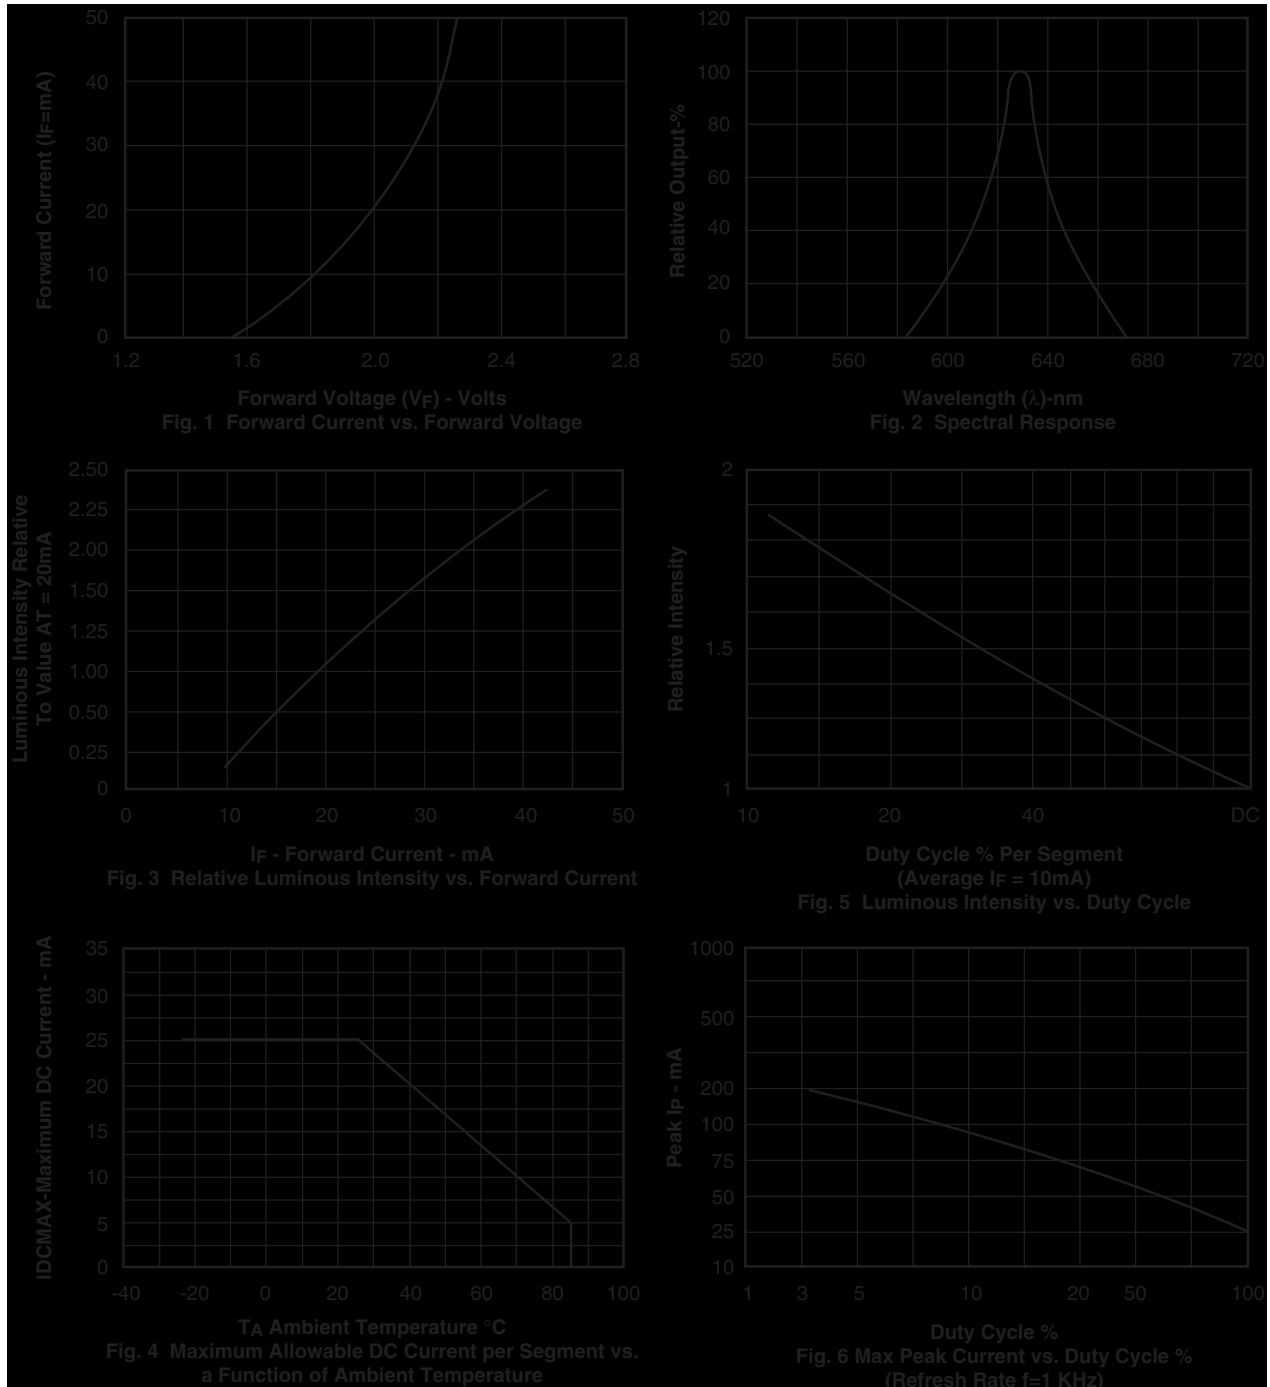 Forward Current (IF=mA)
50
40
30
20
10
0
1.2 1.6 2.0 2.4 2.8
Forward Voltage (VF) - Volts
Fig. 1 Forward Current vs. Forward Voltage
Relative Output-%
120
100
80
60
40
20
0
520 560 600 640 680 720
Wavelength (λ)-nm
Fig. 2 Spectral Response
Luminous Intensity Relative
To Value AT = 20mA
2.50
2.25
2.00
1.50
1.25
1.00
0.50
0.25
0
0 10 20 30 40 50
IF - Forward Current - mA
Fig. 3 Relative Luminous Intensity vs. Forward Current
Relative Intensity
2
1.5
1
10 20 40 DC
Duty Cycle % Per Segment
(Average IF = 10mA)
Fig. 5 Luminous Intensity vs. Duty Cycle
IDCMAX-Maximum DC Current - mA
35
30
25
20
15
10
5
0
-40 -20 0 20 40 60 80 100
TA Ambient Temperature °C
Fig. 4 Maximum Allowable DC Current per Segment vs.
a Function of Ambient Temperature
Peak IP - mA
1000
500
200
100
75
50
25
10
1 3 5 10 20 50 100
Duty Cycle %
Fig. 6 Max Peak Current vs. Duty Cycle %
(Refresh Rate f=1 KHz)